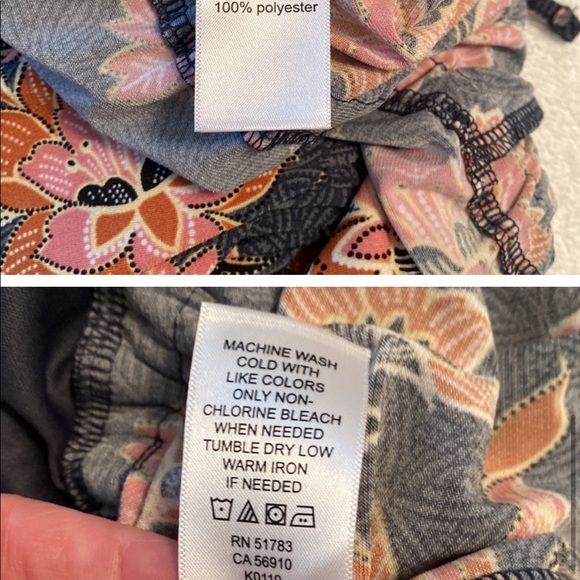 100% polyester
MACHINE WASH
COLD WITH
LIKE COLORS
ONLY NON-
CHLORINE BLEACH
WHEN NEEDED
TUMBLE DRY LOW
WARM IRON
IF NEEDED
RN 51783
CA 56910
K0119